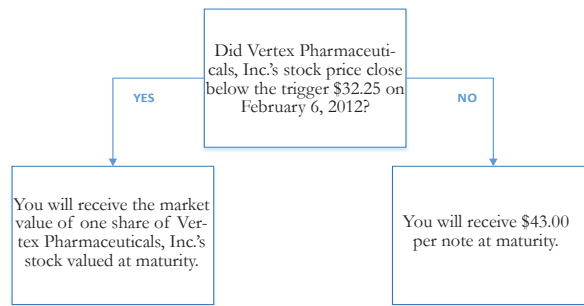 Did Vertex Pharmaceuti-
cals, Inc.'s stock price close
below the trigger $32.25 on
February 6, 2012?
YES
NO
You will receive the market
value of one share of Ver-
tex Pharmaceuticals, Inc.'s
stock valued at maturity.
You will receive $43.00
per note at maturity.